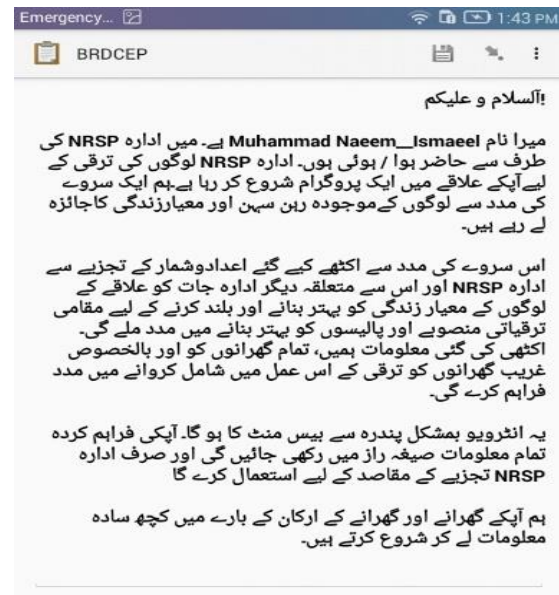 Emergency... 1:43 PM
BRDCEP
!آلسلام و علیکم
میرا نام Muhammad Naeem__Ismaeel ہے۔ میں ادارہ NRSP کی
طرف سے حاضر ہوا / ہوئی ہوں۔ ادارہ NRSP لوگوں کی ترقی کے
لیےآپکے علاقے میں ایک پروگرام شروع کر رہا ہے۔ہم ایک سروے
کی مدد سے لوگوں کےموجودہ رہن سہن اور معیارزندگی کاجائزہ
لے رہے ہیں۔
اس سروے کی مدد سے اکٹھے کیے گئے اعدادوشمار کے تجزیے سے
ادارہ NRSP اور اس سے متعلقہ دیگر ادارہ جات کو علاقے کے
لوگوں کے معیار زندگی کو بہتر بنانے اور بلند کرنے کے لیے مقامی
ترقیاتی منصوبے اور پالیسوں کو بہتر بنانے میں مدد ملے گی۔
اکٹھی کی گئی معلومات ہمیں، تمام گھرانوں کو اور بالخصوص
غریب گھرانوں کو ترقی کے اس عمل میں شامل کروانے میں مدد
فراہم کرے گی۔
یہ انٹرویو بمشکل پندرہ سے بیس منٹ کا ہو گا۔ آپکی فراہم کردہ
تمام معلومات صیغہ راز میں رکھی جائیں گی اور صرف ادارہ
NRSP تجزیے کے مقاصد کے لیے استعمال کرے گا
ہم آپکے گھرانے اور گھرانے کے ارکان کے بارے میں کچھ سادہ
معلومات لے کر شروع کرتے ہیں۔